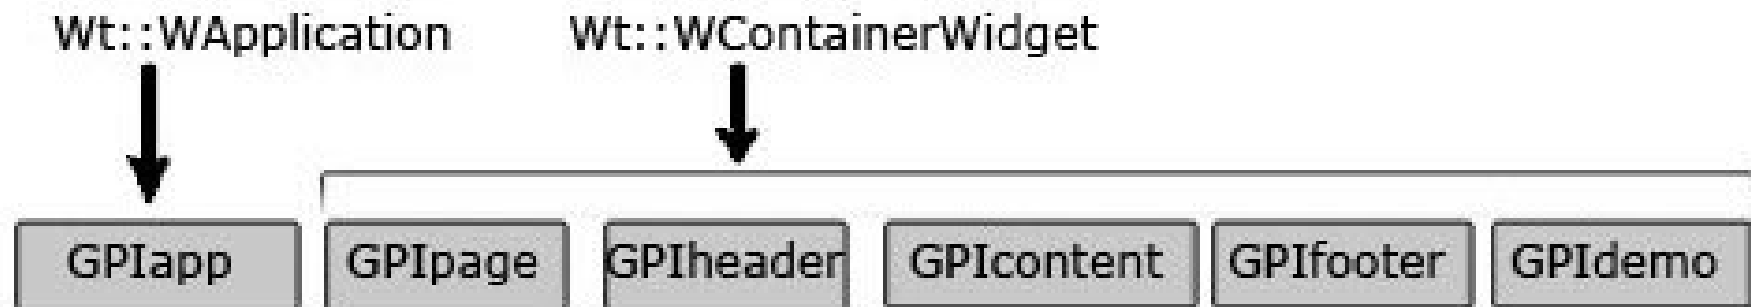 Wt::WApplication Wt::WContainerWidget
GPIapp GPIpage GPIheader GPIcontent GPIfooter GPIdemo